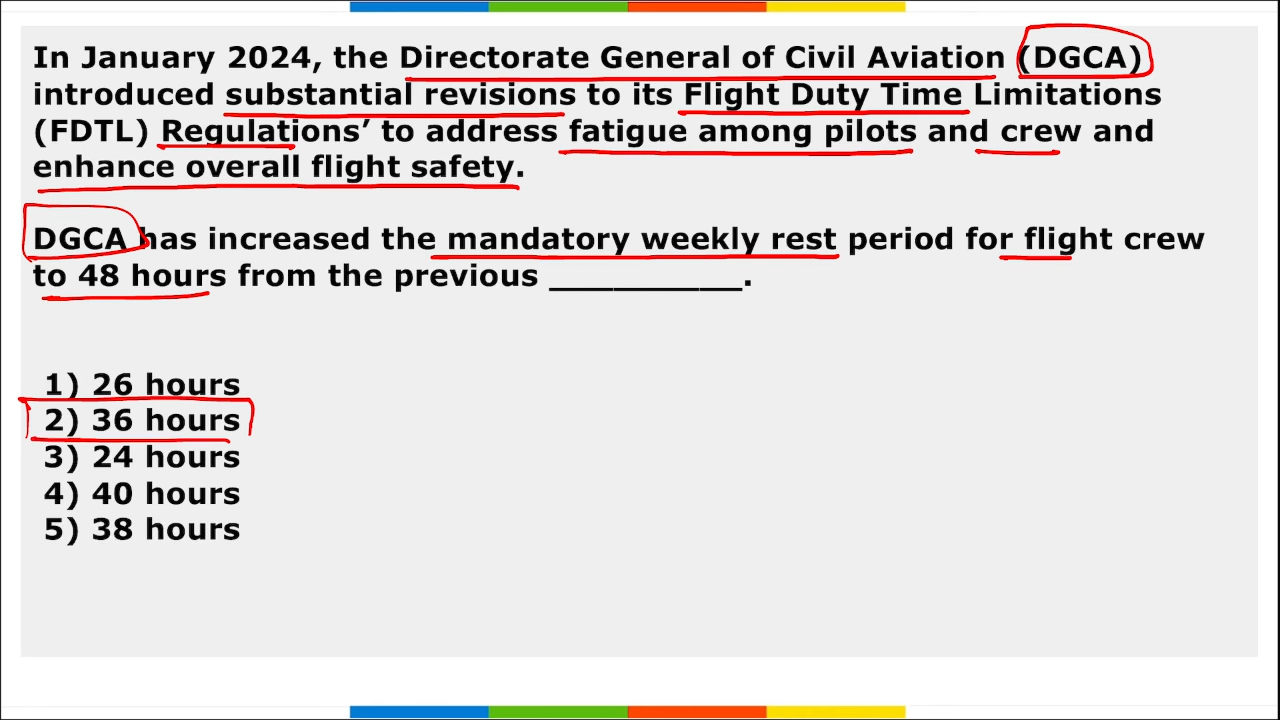 In January 2024, the Directorate General of Civil Aviation (DGCA)
introduced substantial revisions to its Flight Duty Time Limitations
(FDTL) Regulations’ to address fatigue among pilots and crew and
enhance overall flight safety.
DGCA has increased the mandatory weekly rest period for flight crew
to 48 hours from the previous ____________.
1) 26 hours
2) 36 hours
3) 24 hours
4) 40 hours
5) 38 hours